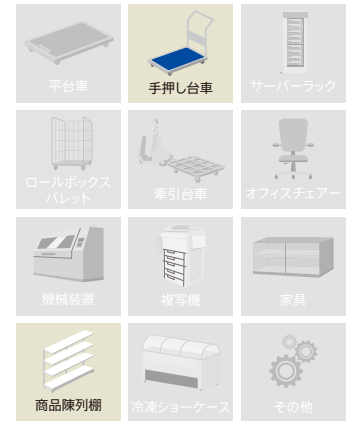 平台車
手押し台車
サーバーラック
ロールボックス
パレット
牽引台車
オフィスチェアー
機械装置
複写機
家具
商品陳列棚
冷凍ショーケース
その他